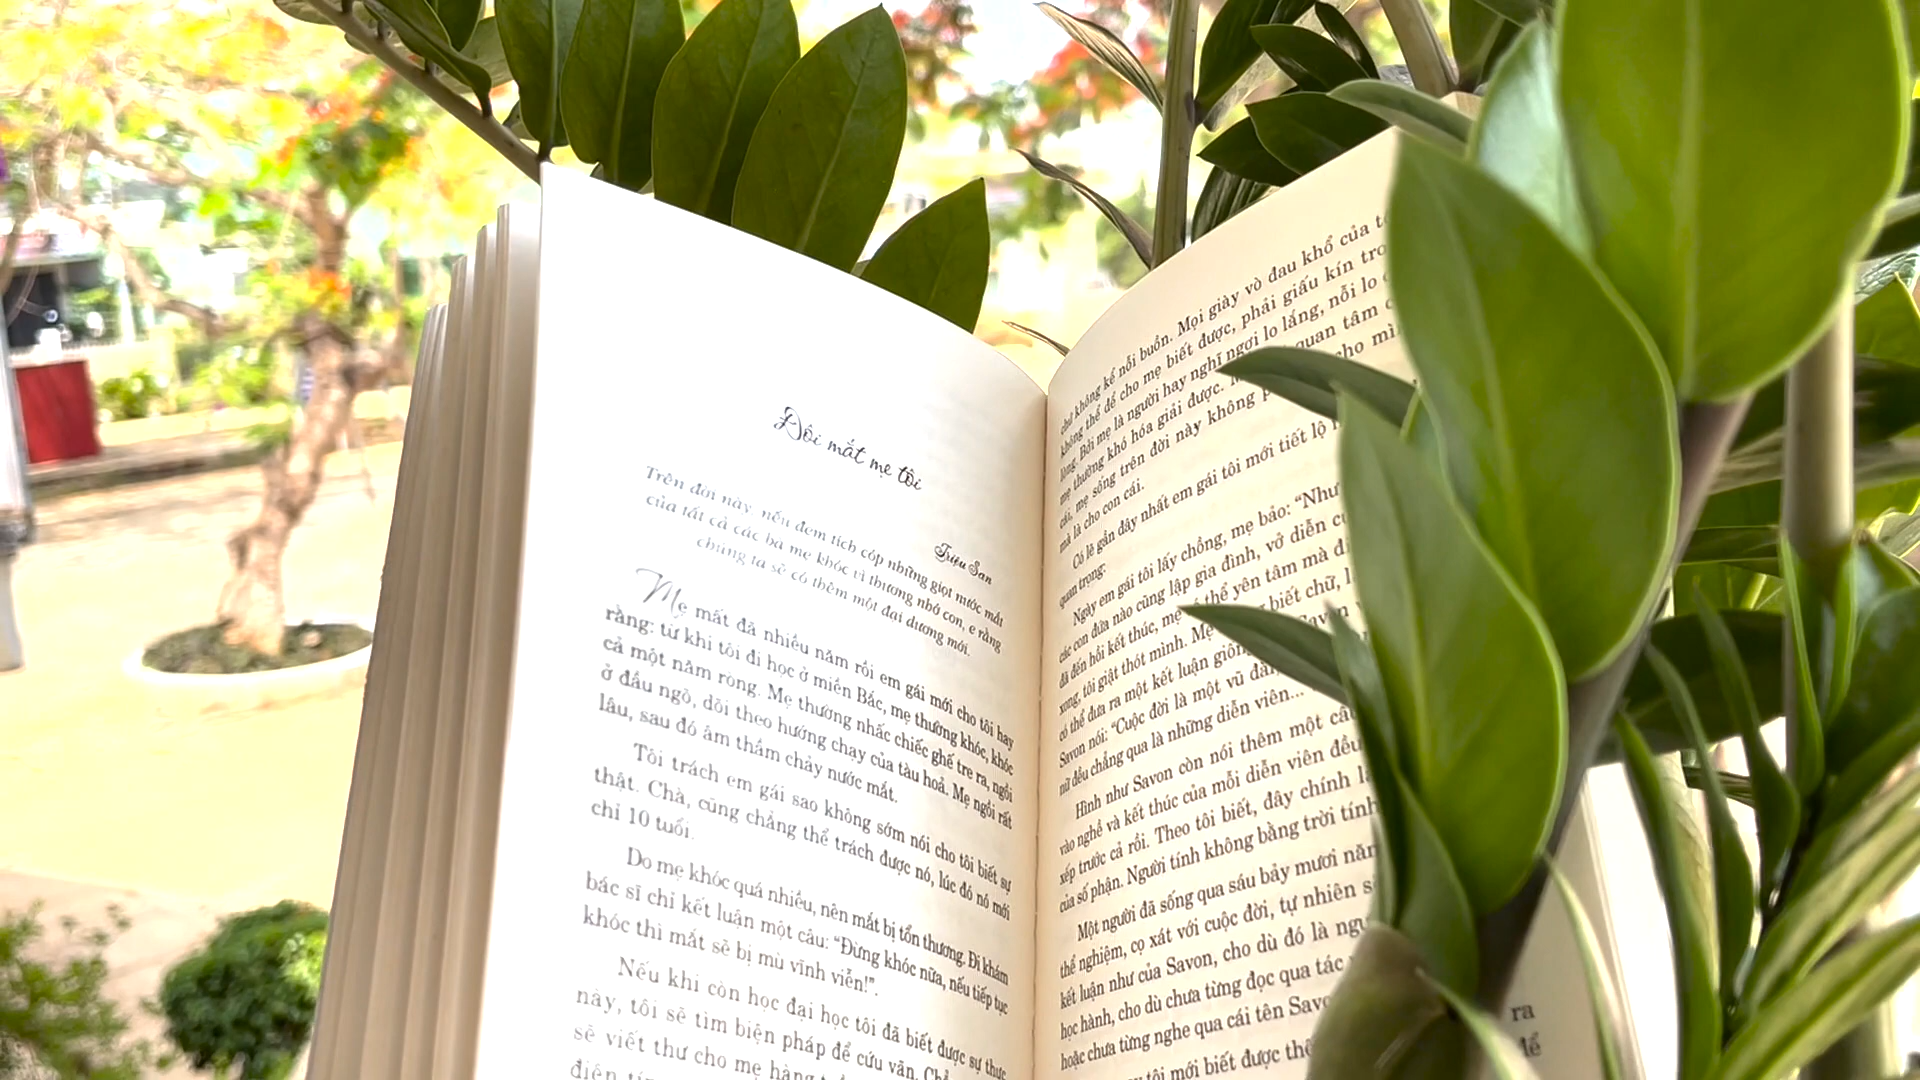 Đôi mắt mẹ tôi
Triệu San
Trên đời này, nếu đem tích cóp những giọt nước mắt
của tất cả các bà mẹ khóc vì thương nhớ con, e rằng
chúng ta sẽ có thêm một đại dương mới.
Mẹ mất đã nhiều năm rồi em gái mới cho tôi hay
rằng: từ khi tôi đi học ở miền Bắc, mẹ thường khóc, khóc
cả một năm ròng. Mẹ thường nhấc chiếc ghế tre ra, ngồi
ở đầu ngõ, dõi theo hướng chạy của tàu hoả. Mẹ ngồi rất
lâu, sau đó âm thầm chảy nước mắt.
Tôi trách em gái sao không sớm nói cho tôi biết sự
thật. Chà, cũng chẳng thể trách được nó, lúc đó nó mới
chỉ 10 tuổi.
Do mẹ khóc quá nhiều, nên mắt bị tổn thương. Đi khám
bác sĩ chỉ kết luận một câu: “Đừng khóc nữa, nếu tiếp tục
khóc thì mắt sẽ bị mù vĩnh viễn!”.
Nếu khi còn học đại học tôi đã biết được sự thực
này, tôi sẽ tìm biện pháp để cứu vãn.
sẽ viết thư cho mẹ hàng
điện
chứ không kể nỗi buồn. Mọi giày vò đau khổ của
không thể để cho mẹ biết được, phải giấu kín
lòng. Bởi mẹ là người hay nghĩ ngợi lo lắng, nỗi lo
mẹ thường khó hóa giải được. quan tâm
cái, mẹ sống trên đời này không cho
mà là cho con cái.
Có lẽ gần đây nhất em gái tôi mới tiết lộ
quan trọng:
Ngày em gái tôi lấy chồng, mẹ bảo: “Như
các con đứa nào cũng lập gia đình, vở diễn
đã đến hồi kết thúc, mẹ thể yên tâm mà
xong, tôi giật thót mình. Mẹ biết chữ,
có thể đưa ra một kết luận Savon
Savon nói: “Cuộc đời là một vũ
nữ đều chẳng qua là những diễn viên...
Hình như Savon còn nói thêm một
vào nghề và kết thúc của mỗi diễn viên đều
xếp trước cả rồi. Theo tôi biết, đây chính
của số phận. Người tính không bằng trời tính
Một người đã sống qua sáu bảy mươi
thể nghiệm, cọ xát với cuộc đời, tự nhiên
kết luận như của Savon, cho dù đó là
học hành, cho dù chưa từng đọc qua tác
hoặc chưa từng nghe qua cái tên
tôi mới biết được
ra
để